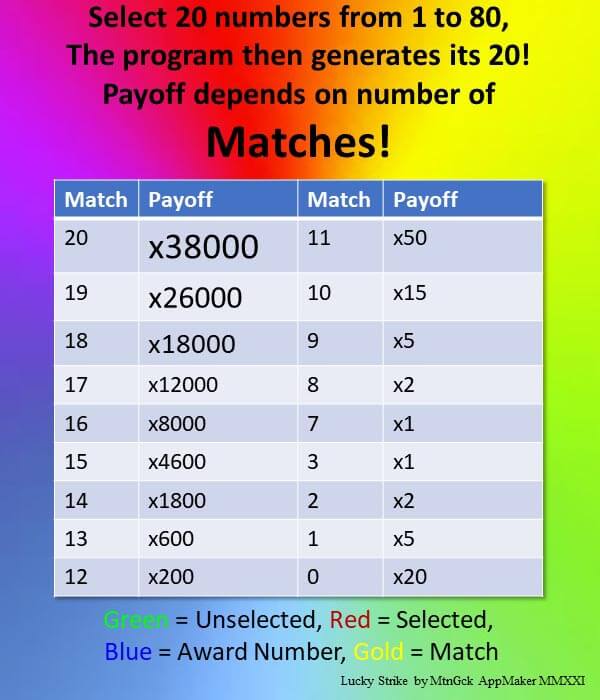 Select 20 numbers from 1 to 80,
The program then generates its 20!
Payoff depends on number of
Matches!
Match Payoff Match Payoff
20 x38000 11 x50
19 x26000 10 x15
18 x18000 9 x5
17 x12000 8 x2
16 x8000 7 x1
15 x4600 3 x1
14 x1800 2 x2
13 x600 1 x5
12 x200 0 x20
Green = Unselected, Red = Selected,
Blue = Award Number, Gold = Match
Lucky Strike by MtnGck AppMaker MMXXI